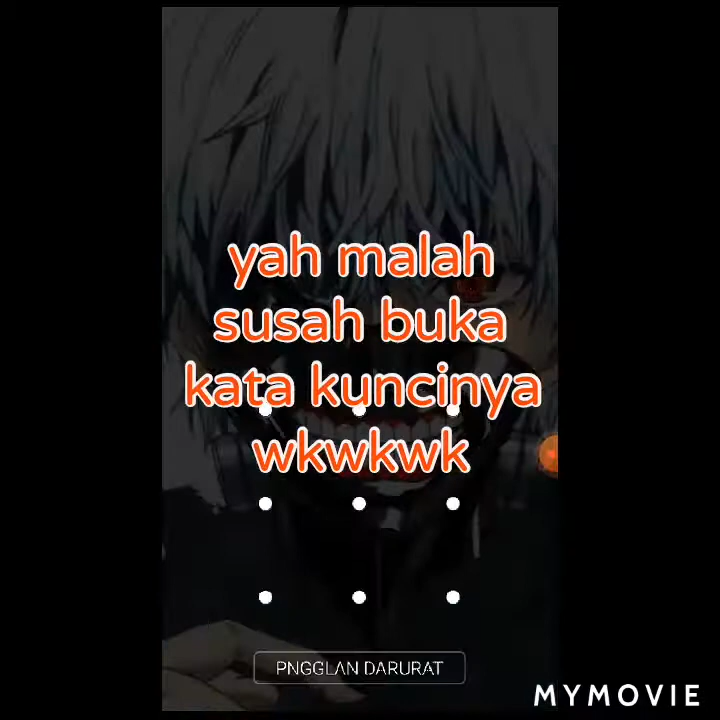 yah malah
susah buka
kata kuncinya
wkwkwk
PNGGLAN DARURAT
MYMOVIE